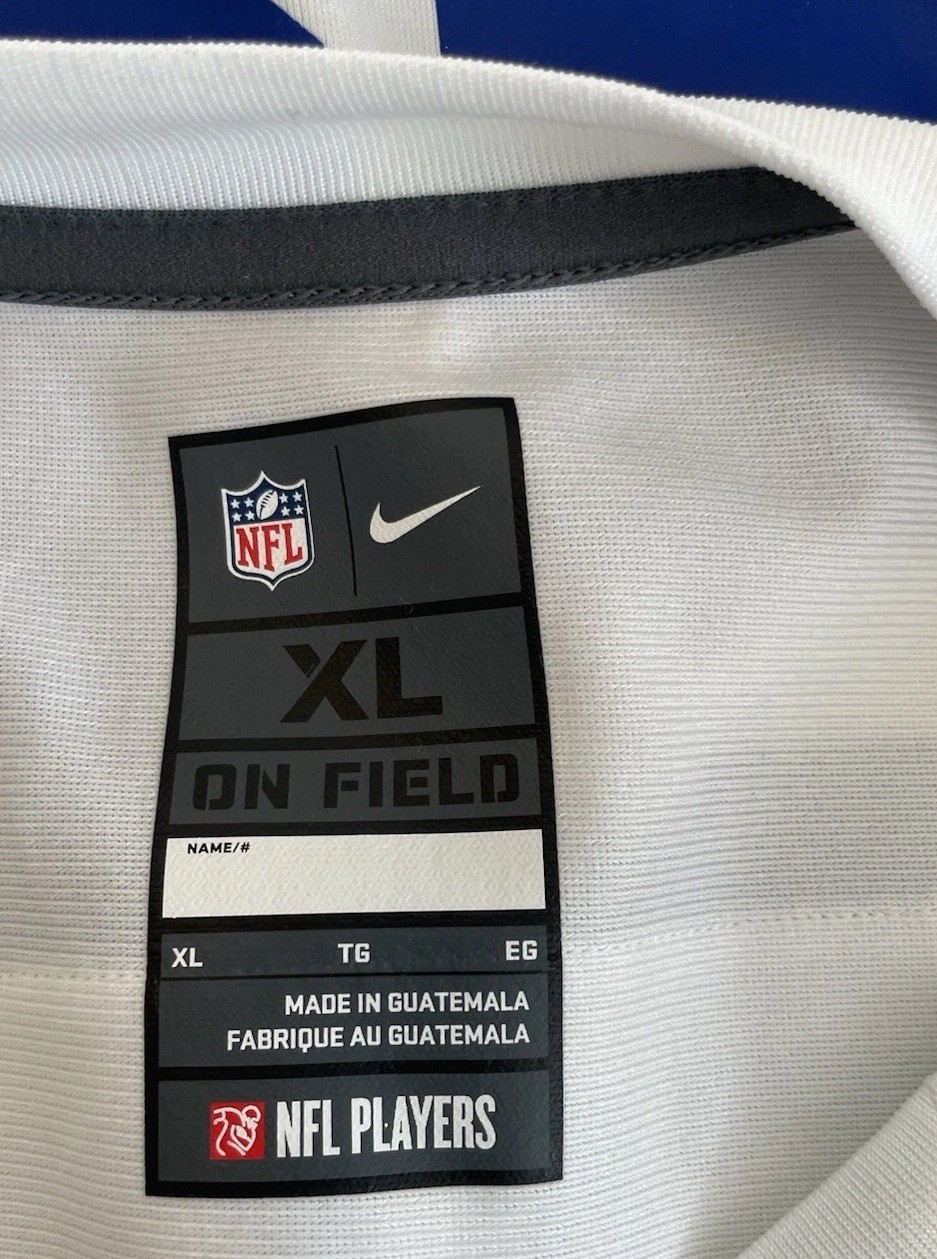 NFL
XL
ON FIELD
NAME/#
XL TG EG
MADE IN GUATEMALA
FABRIQUE AU GUATEMALA
NFL PLAYERS